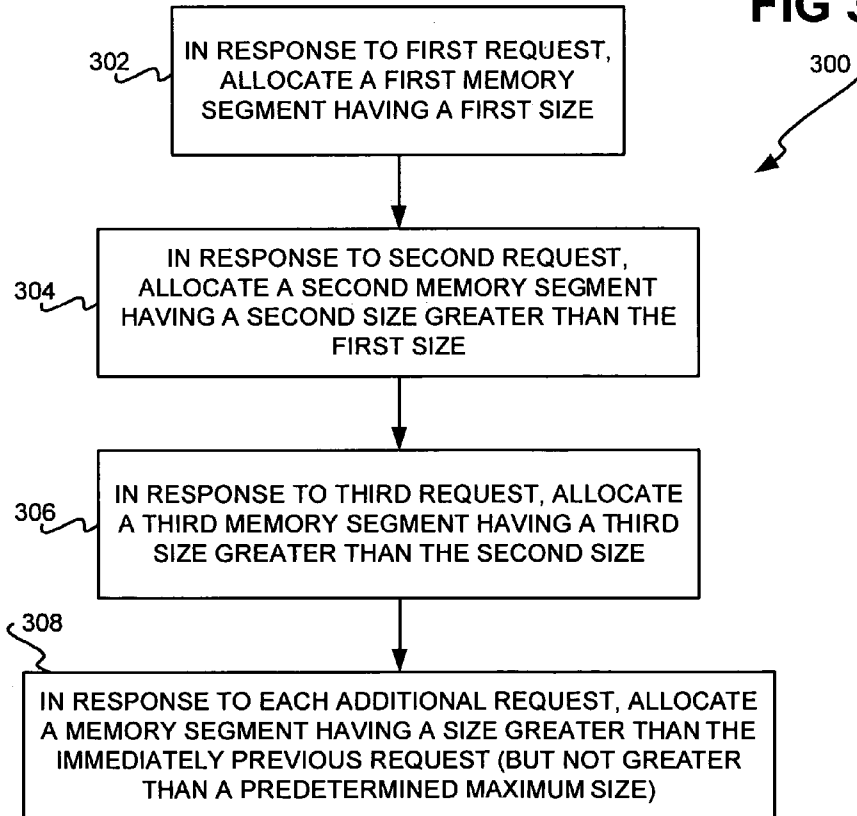 FIG 3
300
302
IN RESPONSE TO FIRST REQUEST,
ALLOCATE A FIRST MEMORY
SEGMENT HAVING A FIRST SIZE
304
IN RESPONSE TO SECOND REQUEST,
ALLOCATE A SECOND MEMORY SEGMENT
HAVING A SECOND SIZE GREATER THAN THE
FIRST SIZE
306
IN RESPONSE TO THIRD REQUEST, ALLOCATE
A THIRD MEMORY SEGMENT HAVING A THIRD
SIZE GREATER THAN THE SECOND SIZE
308
IN RESPONSE TO EACH ADDITIONAL REQUEST, ALLOCATE
A MEMORY SEGMENT HAVING A SIZE GREATER THAN THE
IMMEDIATELY PREVIOUS REQUEST (BUT NOT GREATER
THAN A PREDETERMINED MAXIMUM SIZE)